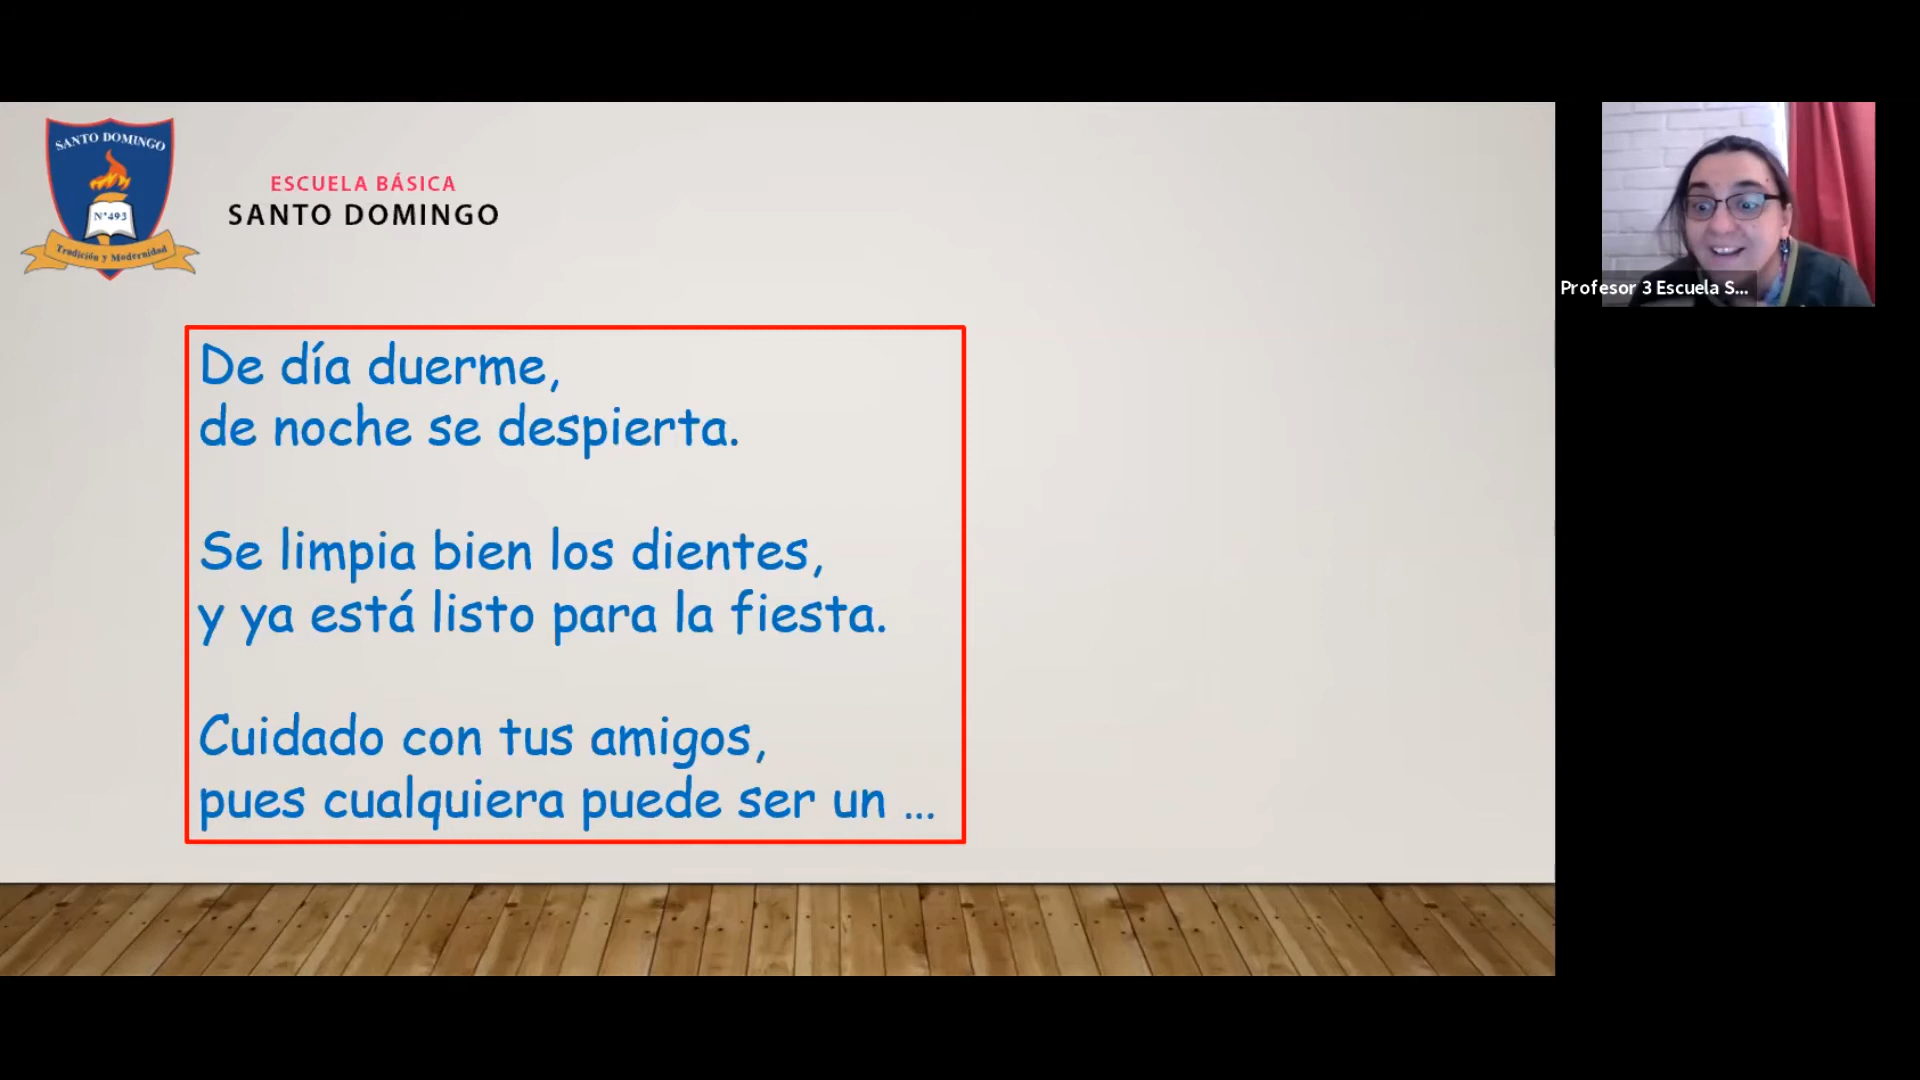 SANTO DOMINGO
N°493
Tradición y Modernidad
ESCUELA BÁSICA
SANTO DOMINGO
Profesor 3 Escuela S...
De día duerme,
de noche se despierta.
Se limpia bien los dientes,
y ya está listo para la fiesta.
Cuidado con tus amigos,
pues cualquiera puede ser un ...